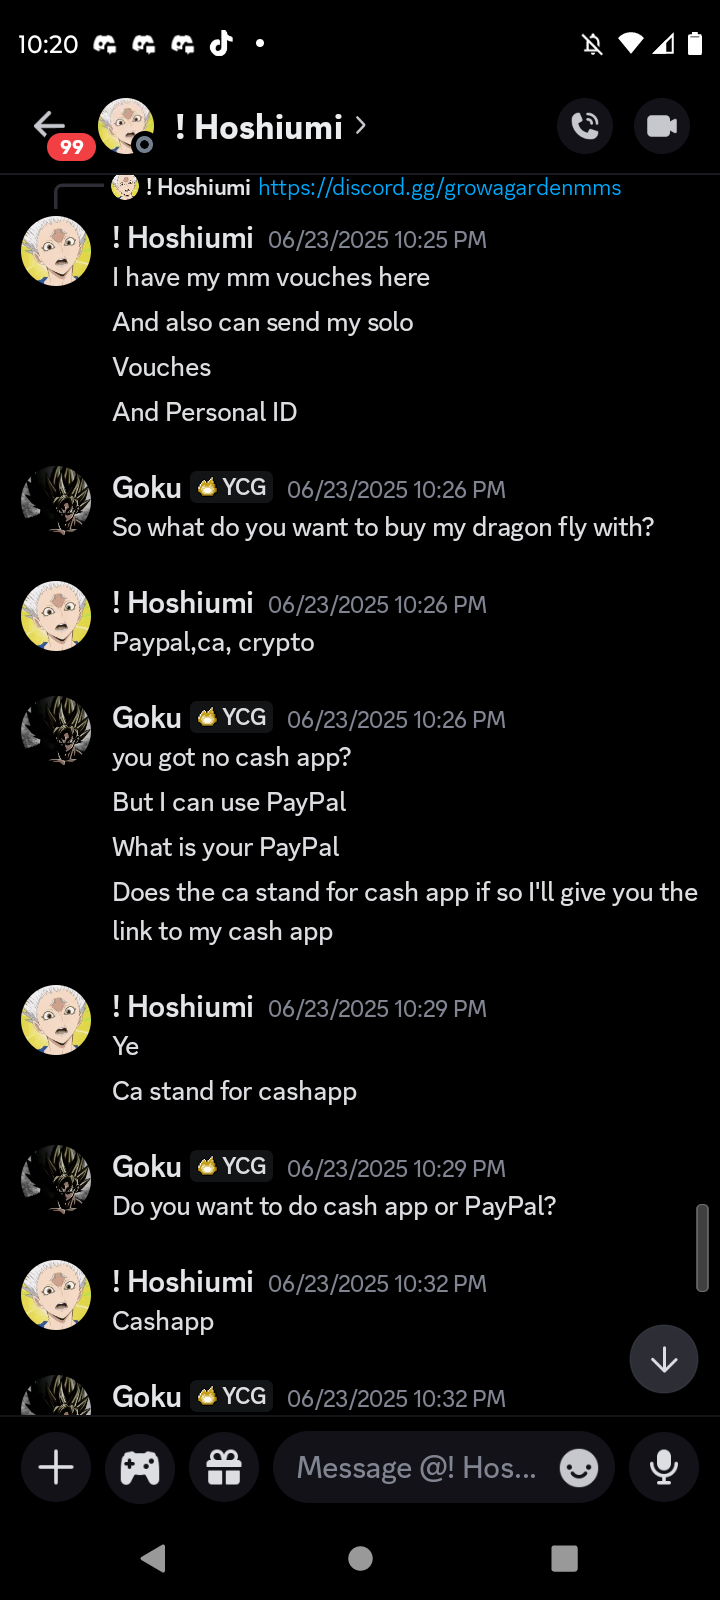 10:20
99
! Hoshiumi
! Hoshiumi https://discord.gg/growagardenmms
! Hoshiumi 06/23/2025 10:25 PM
I have my mm vouches here
And also can send my solo
Vouches
And Personal ID
Goku YCG 06/23/2025 10:26 PM
So what do you want to buy my dragon fly with?
! Hoshiumi 06/23/2025 10:26 PM
Paypal,ca, crypto
Goku YCG 06/23/2025 10:26 PM
you got no cash app?
But I can use PayPal
What is your PayPal
Does the ca stand for cash app if so I'll give you the
link to my cash app
! Hoshiumi 06/23/2025 10:29 PM
Ye
Ca stand for cashapp
Goku YCG 06/23/2025 10:29 PM
Do you want to do cash app or PayPal?
! Hoshiumi 06/23/2025 10:32 PM
Cashapp
Goku YCG 06/23/2025 10:32 PM
Message @! Hos...